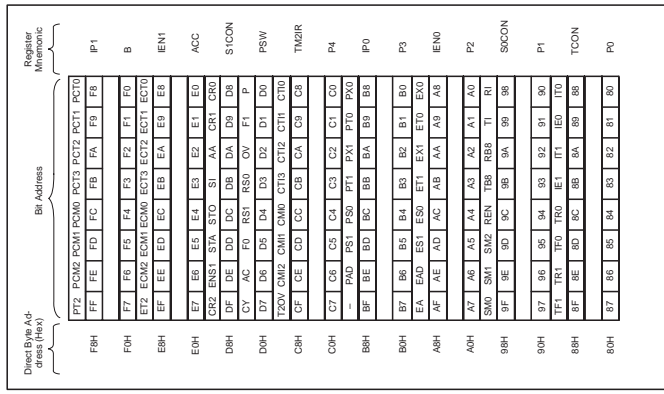 Direct Byte Ad-
dress (Hex)
Bit Address
Register
Mnemonic
PT2 PCM2 PCM1 PCM0 PCT3 PCT2 PCT1 PCT0
F8H FF FE FD FC FB FA F9 F8 IP1
F0H F7 F6 F5 F4 F3 F2 F1 F0 B
ET2 ECM2 ECM1 ECM0 ECT3 ECT2 ECT1 ECT0
E8H EF EE ED EC EB EA E9 E8 IEN1
E0H E7 E6 E5 E4 E3 E2 E1 E0 ACC
CR2 ENS1 STA STO SI AA CR1 CR0
D8H DF DE DD DC DB DA D9 D8 S1CON
CY AC F0 RS1 RS0 OV F1 P
D0H D7 D6 D5 D4 D3 D2 D1 D0 PSW
T2OV CMI2 CMI1 CMI0 CTI3 CTI2 CTI1 CTI0
C8H CF CE CD CC CB CA C9 C8 TM2IR
C0H C7 C6 C5 C4 C3 C2 C1 C0 P4
– PAD PS1 PS0 PT1 PX1 PT0 PX0
B8H BF BE BD BC BB BA B9 B8 IP0
B0H B7 B6 B5 B4 B3 B2 B1 B0 P3
EA EAD ES1 ES0 ET1 EX1 ET0 EX0
A8H AF AE AD AC AB AA A9 A8 IEN0
A0H A7 A6 A5 A4 A3 A2 A1 A0 P2
SM0 SM1 SM2 REN TB8 RB8 TI RI
98H 9F 9E 9D 9C 9B 9A 99 98 S0CON
90H 97 96 95 94 93 92 91 90 P1
TF1 TR1 TF0 TR0 IE1 IT1 IE0 IT0
88H 8F 8E 8D 8C 8B 8A 89 88 TCON
80H 87 86 85 84 83 82 81 80 P0